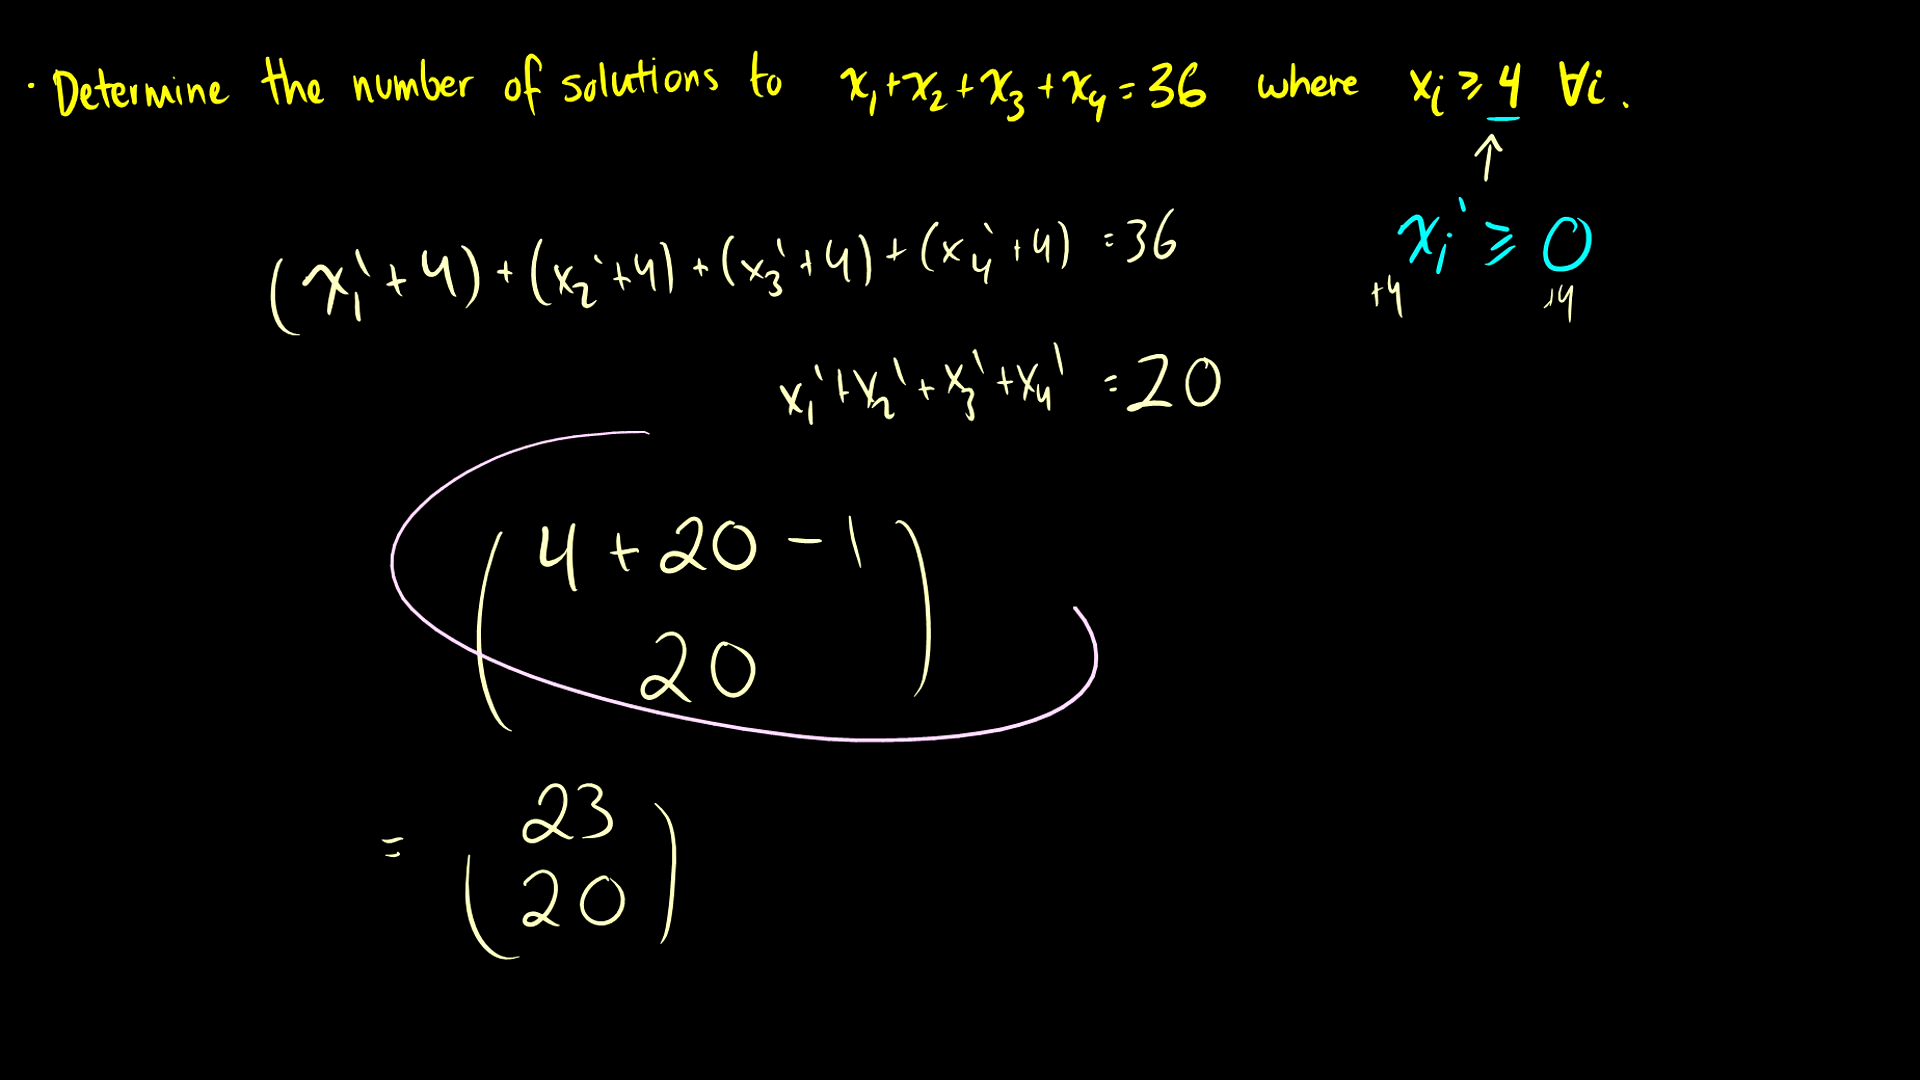 · Determine the number of solutions to x₁+x₂+x₃+x₄=36 where xᵢ≥4 ∀i.
↑
(x₁'+4)+(x₂'+4)+(x₃'+4)+(x₄'+4)=36
xᵢ'≥0
+4 +4
x₁'+x₂'+x₃'+x₄'=20
(4+20-1
20)
= (23
20)